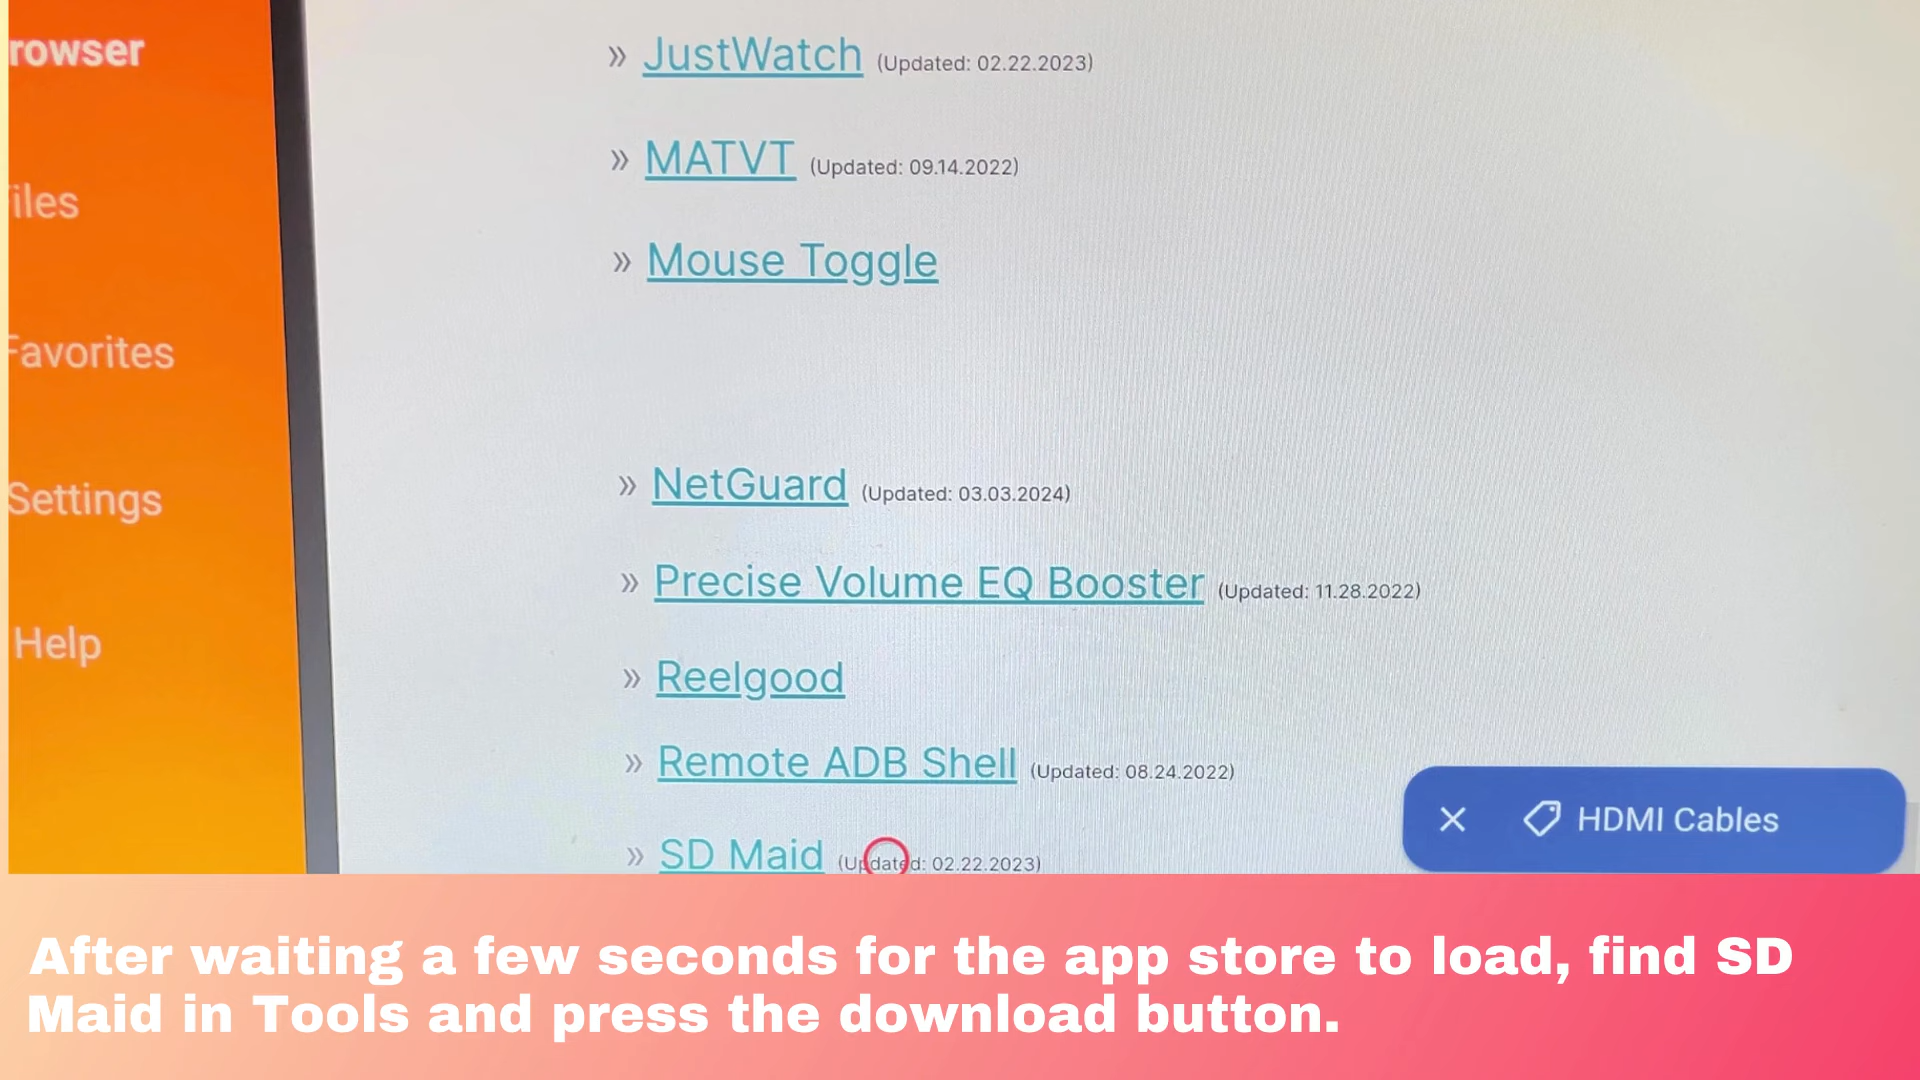 rowser
iles
Favorites
Settings
Help
» JustWatch (Updated: 02.22.2023)
» MATVT (Updated: 09.14.2022)
» Mouse Toggle
» NetGuard (Updated: 03.03.2024)
» Precise Volume EQ Booster (Updated: 11.28.2022)
» Reelgood
» Remote ADB Shell (Updated: 08.24.2022)
» SD Maid (Updated: 02.22.2023)
HDMI Cables
After waiting a few seconds for the app store to load, find SD
Maid in Tools and press the download button.